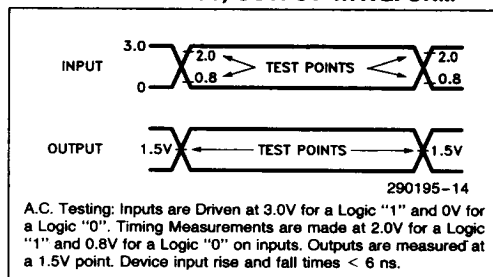 INPUT
3.0
0
2.0
0.8
TEST POINTS
2.0
0.8
OUTPUT
1.5V
TEST POINTS
1.5V
290195-14
A.C. Testing: Inputs are Driven at 3.0V for a Logic "1" and 0V for
a Logic "0". Timing Measurements are made at 2.0V for a Logic
"1" and 0.8V for a Logic "0" on inputs. Outputs are measured at
a 1.5V point. Device input rise and fall times < 6 ns.